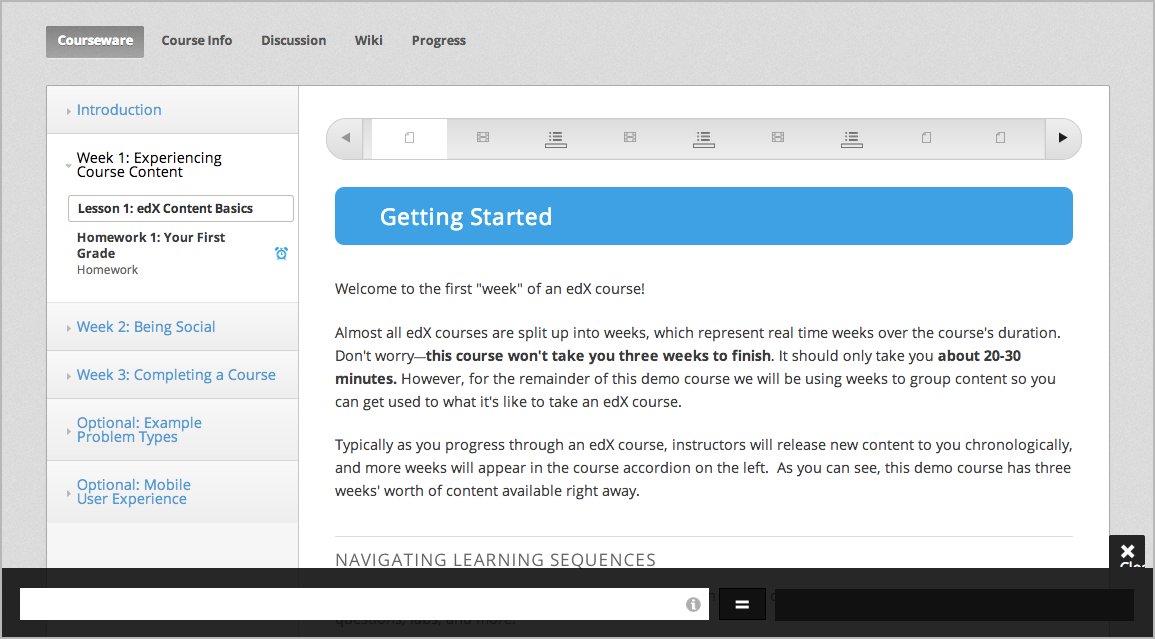 Courseware
Course Info
Discussion
Wiki
Progress
Introduction
Week 1: Experiencing
Course Content
Lesson 1: edX Content Basics
Homework 1: Your First
Grade
Homework
Week 2: Being Social
Week 3: Completing a Course
Optional: Example
Problem Types
Optional: Mobile
User Experience
Getting Started
Welcome to the first "week" of an edX course!
Almost all edX courses are split up into weeks, which represent real time weeks over the course's duration.
Don't worry—this course won't take you three weeks to finish. It should only take you about 20-30
minutes. However, for the remainder of this demo course we will be using weeks to group content so you
can get used to what it's like to take an edX course.
Typically as you progress through an edX course, instructors will release new content to you chronologically,
and more weeks will appear in the course accordion on the left. As you can see, this demo course has three
weeks' worth of content available right away.
NAVIGATING LEARNING SEQUENCES
=
questions, labs, and more!